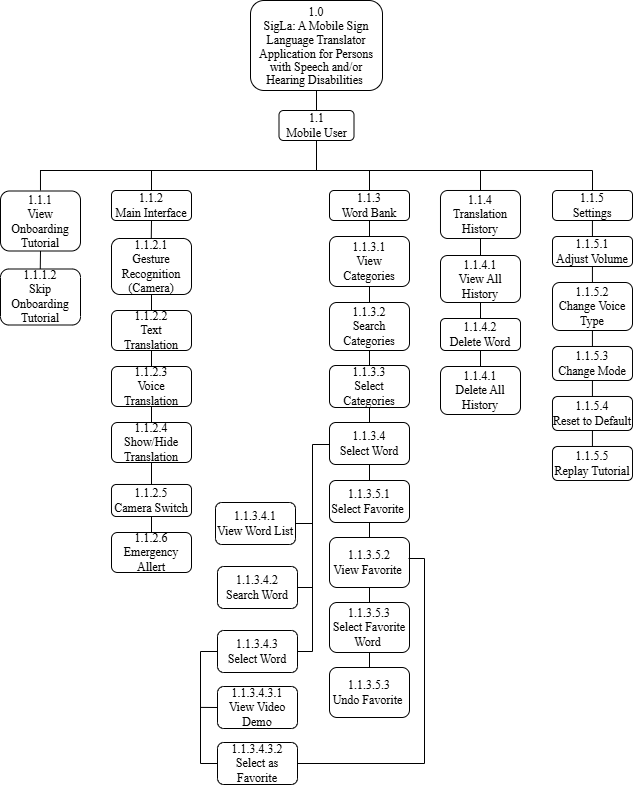 1.0
SigLa: A Mobile Sign
Language Translator
Application for Persons
with Speech and/or
Hearing Disabilities
1.1
Mobile User
1.1.1
View
Onboarding
Tutorial
1.1.1.2
Skip
Onboarding
Tutorial
1.1.2
Main Interface
1.1.2.1
Gesture
Recognition
(Camera)
1.1.2.2
Text
Translation
1.1.2.3
Voice
Translation
1.1.2.4
Show/Hide
Translation
1.1.2.5
Camera Switch
1.1.2.6
Emergency
Allert
1.1.3
Word Bank
1.1.3.1
View
Categories
1.1.3.2
Search
Categories
1.1.3.3
Select
Categories
1.1.3.4
Select Word
1.1.3.4.1
View Word List
1.1.3.4.2
Search Word
1.1.3.4.3
Select Word
1.1.3.4.3.1
View Video
Demo
1.1.3.4.3.2
Select as
Favorite
1.1.3.5.1
Select Favorite
1.1.3.5.2
View Favorite
1.1.3.5.3
Select Favorite
Word
1.1.3.5.3
Undo Favorite
1.1.4
Translation
History
1.1.4.1
View All
History
1.1.4.2
Delete Word
1.1.4.1
Delete All
History
1.1.5
Settings
1.1.5.1
Adjust Volume
1.1.5.2
Change Voice
Type
1.1.5.3
Change Mode
1.1.5.4
Reset to Default
1.1.5.5
Replay Tutorial